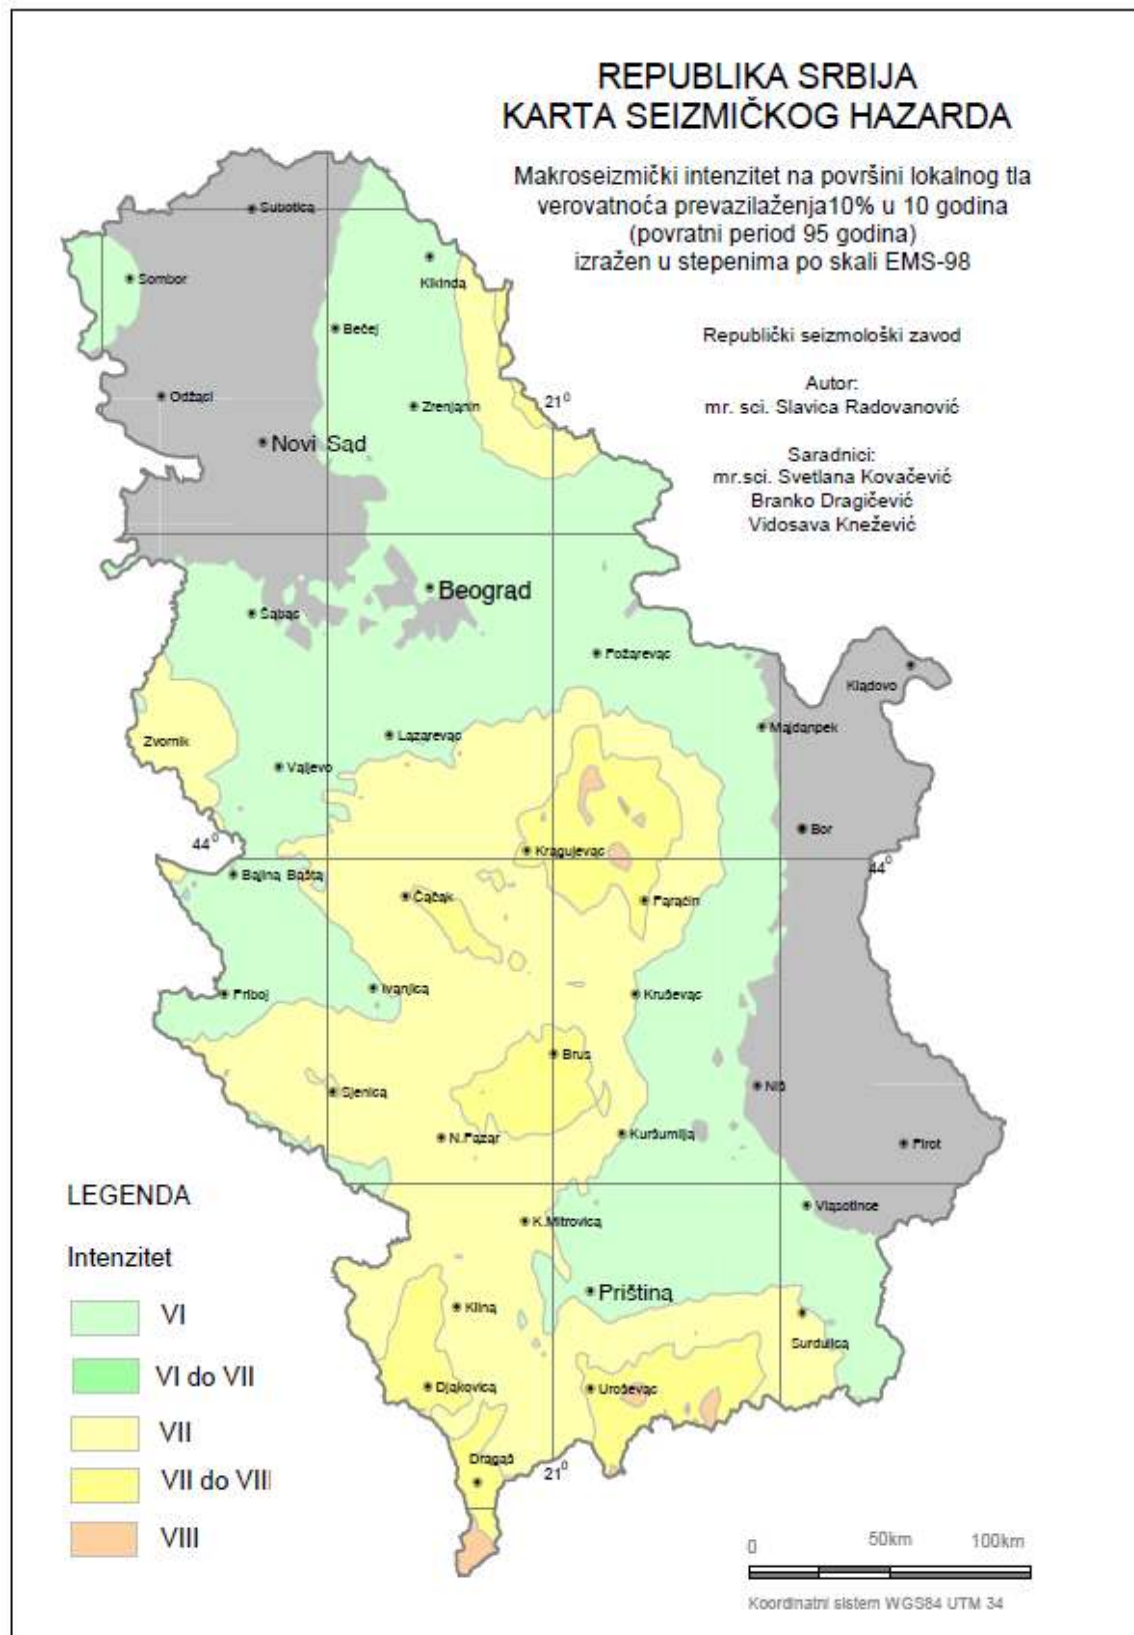 REPUBLIKA SRBIJA
KARTA SEIZMIČKOG HAZARDA
Makroseizmički intenzitet na površini lokalnog tla
verovatnoća prevazilaženja10% u 10 godina
(povratni period 95 godina)
izražen u stepenima po skali EMS-98
Republički seizmološki zavod
Autor:
mr. sci. Slavica Radovanović
Saradnici:
mr.sci. Svetlana Kovačević
Branko Dragičević
Vidosava Knežević
Subotica
Sombor
Kikinda
Bečej
Odžaci
Zrenjanin
21⁰
Novi Sad
Beograd
Šabac
Požarevac
Kladovo
Majdanpek
Lazarevac
Zvornik
Valjevo
Bor
44⁰
Kragujevac
44⁰
Bajina Bašta
Čačak
Paraćin
Ivanjica
Priboj
Kruševac
Brus
Niš
Sjenica
N.Pazar
Kuršumlija
Pirot
Vlasotince
K.Mitrovica
Priština
Klina
Surdulica
Djakovica
Uroševac
Dragaš
21⁰
LEGENDA
Intenzitet
VI
VI do VII
VII
VII do VIII
VIII
0 50km 100km
Koordinatni sistem WGS84 UTM 34